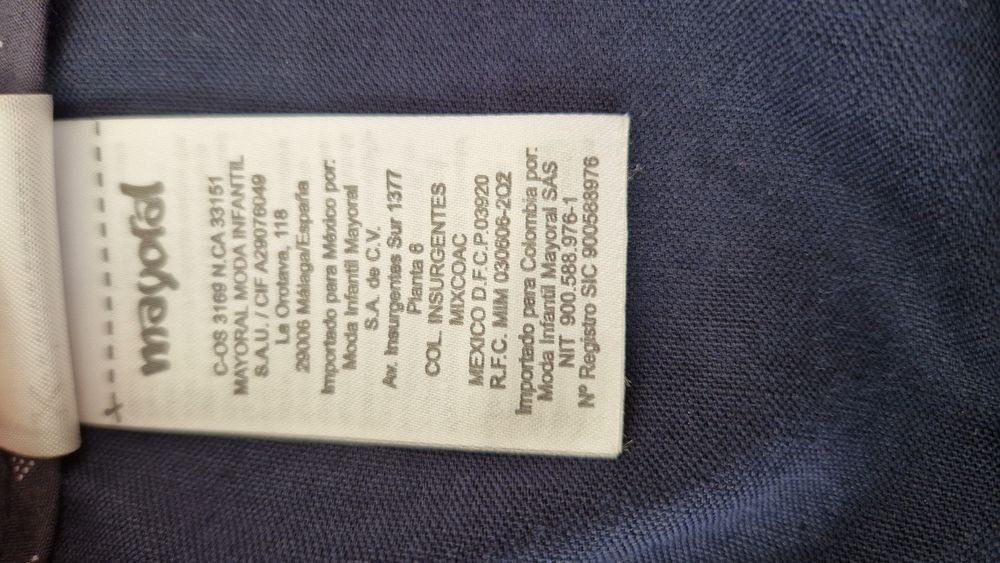 mayoral
C-OS 3169 N.CA 33151
MAYORAL MODA INFANTIL
S.A.U. / CIF A29076049
La Orotava, 118
29006 Málaga/España
Importado para México por:
Moda Infantil Mayoral
S.A. de C.V.
Av. Insurgentes Sur 1377
Planta 6
COL. INSURGENTES
MIXCOAC
MEXICO D.F.C.P.03920
R.F.C. MIM 030606-2Q2
Importado para Colombia por:
Moda Infantil Mayoral SAS
NIT 900.588.976-1
Nº Registro SIC 900588976